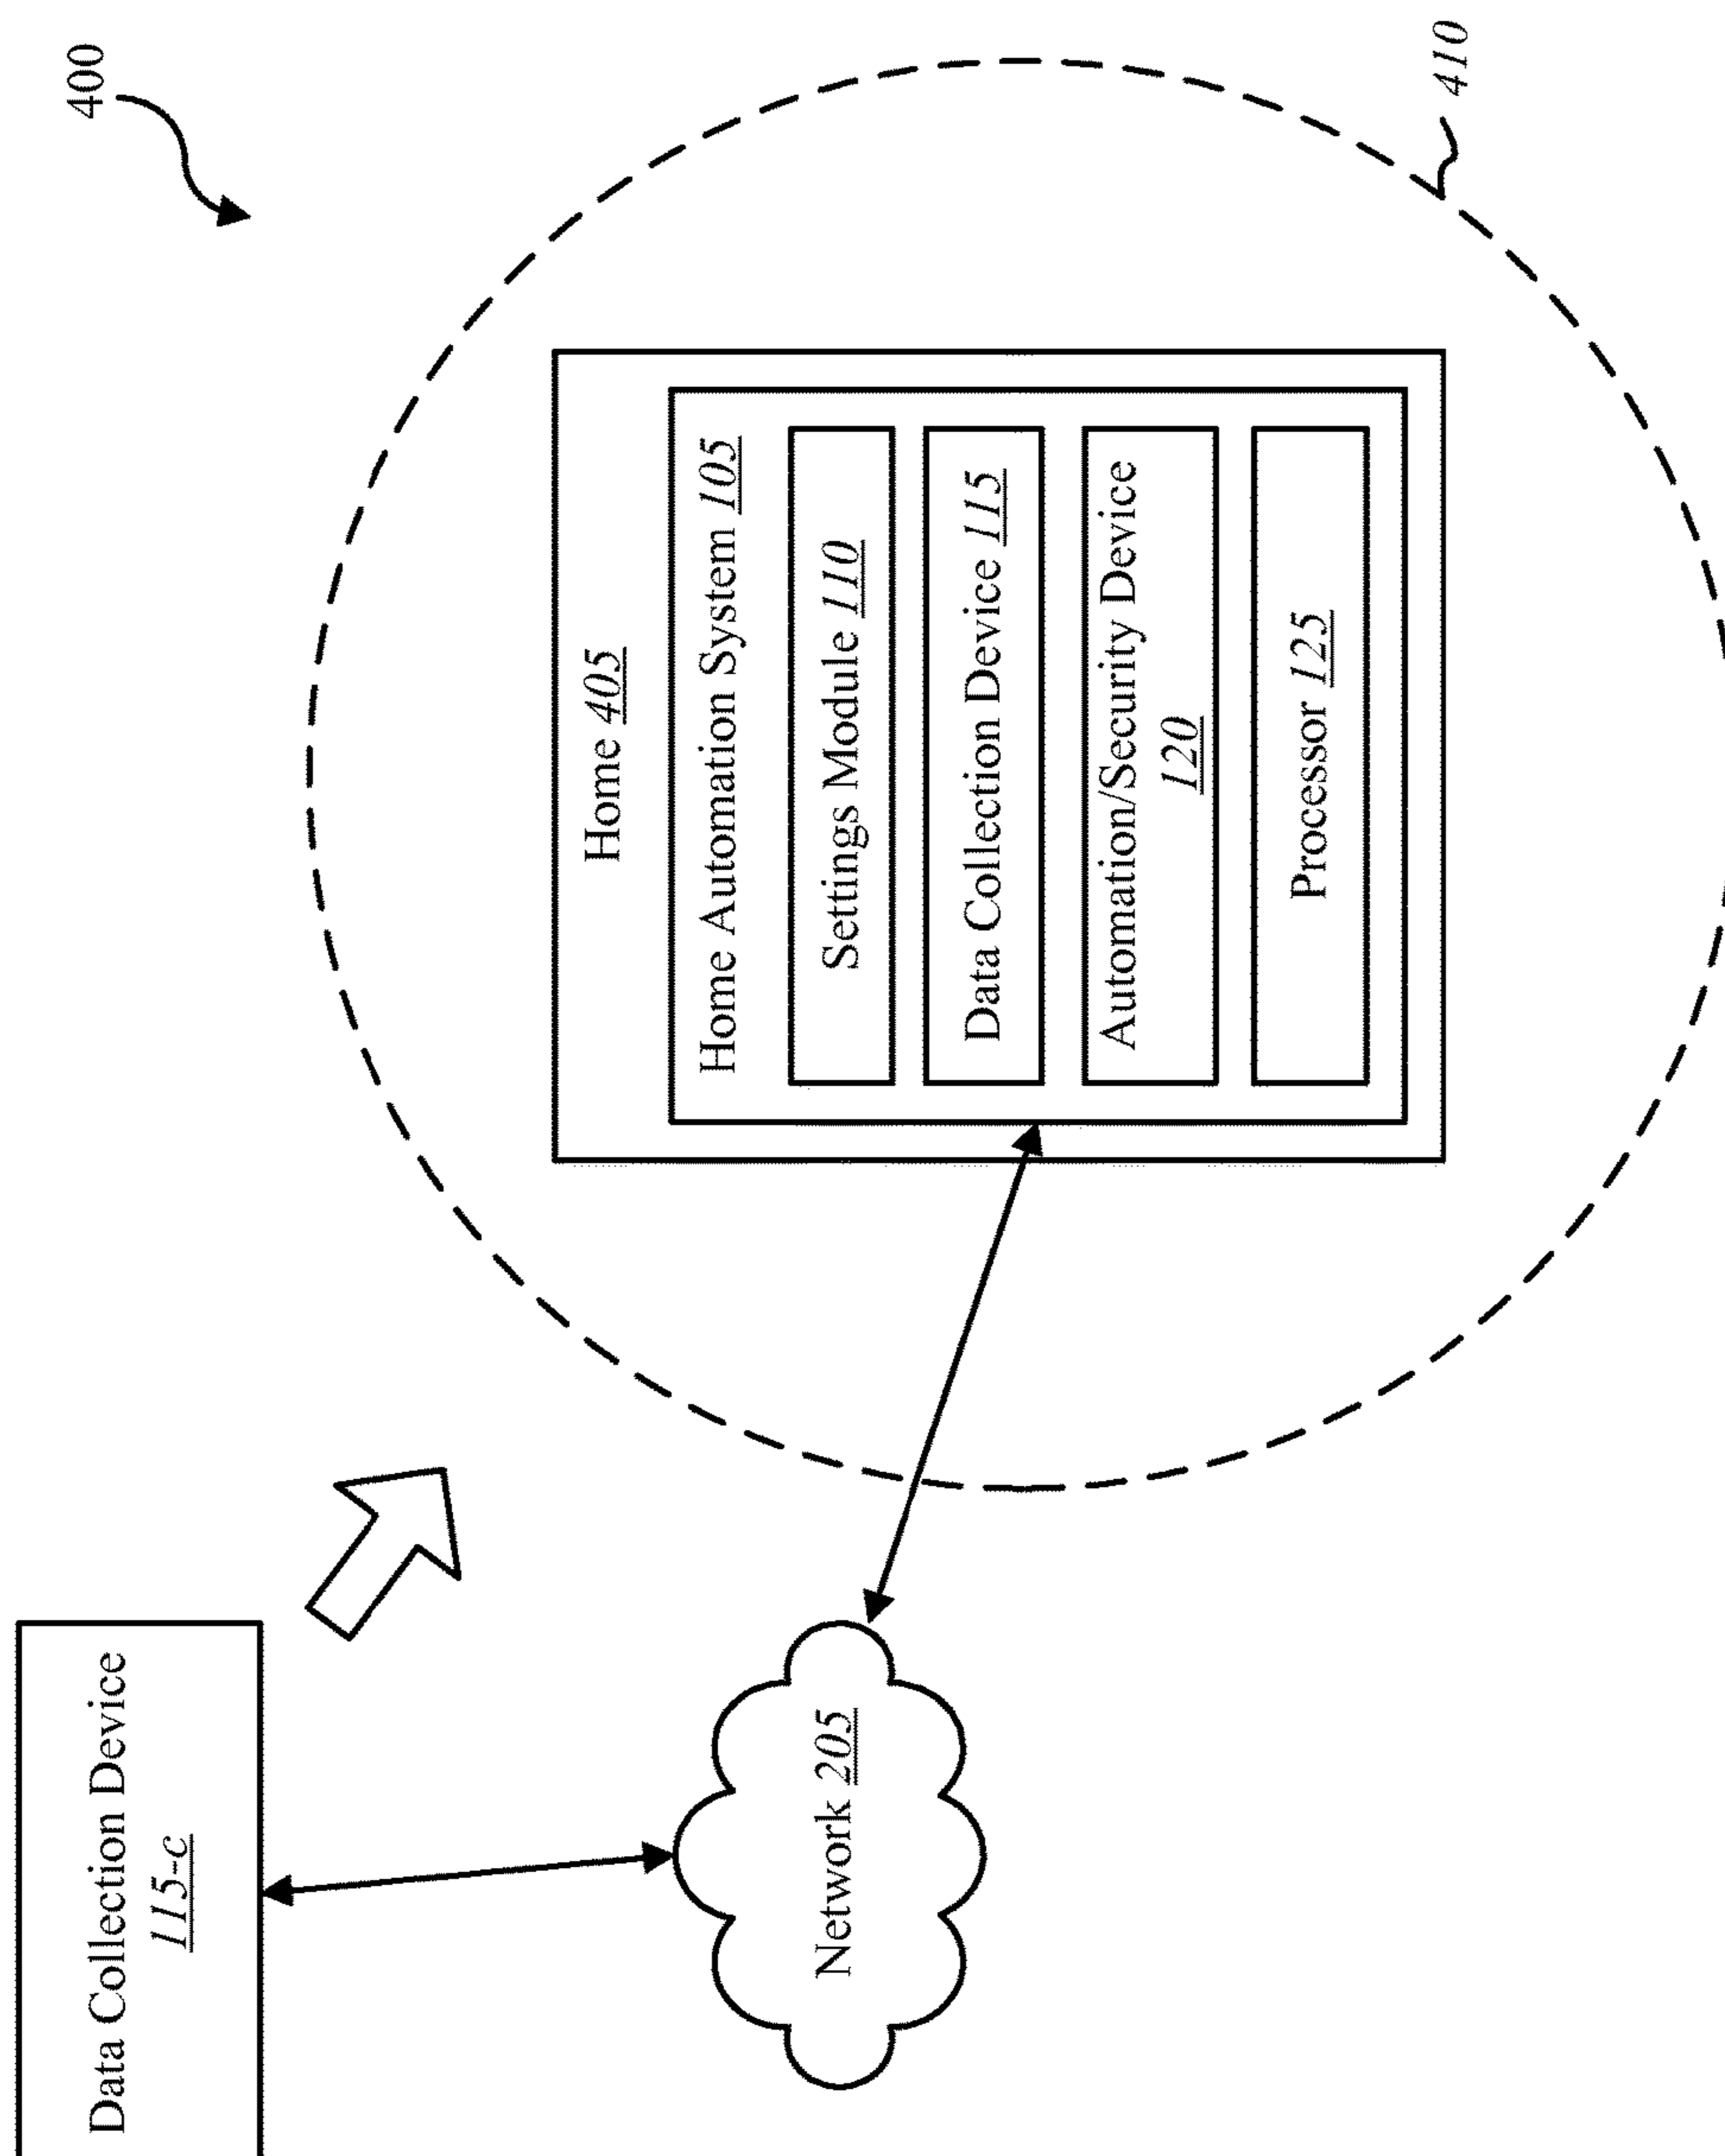 400
Data Collection Device
115-c
Home 405
Home Automation System 105
Settings Module 110
Network 205
Data Collection Device 115
Automation/Security Device
120
Processor 125
410